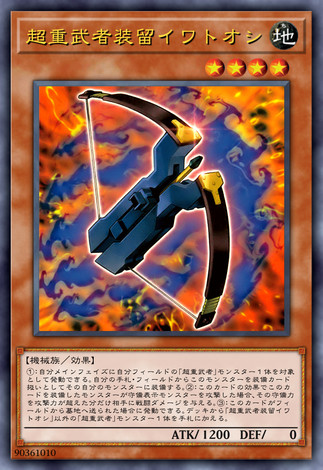 超重武者装留イワトオシ
地
【機械族／効果】
①：自分メインフェイズに自分フィールドの「超重武者」モンスター１体を対象
として発動できる。自分の手札・フィールドからこのモンスターを装備カード
扱いとしてその自分のモンスターに装備する。②：このカードの効果でこのカー
ドを装備したモンスターが守備表示モンスターを攻撃した場合、その守備力
を攻撃力が超えた分だけ相手に戦闘ダメージを与える。③：このカードがフィ
ールドから墓地へ送られた場合に発動できる。デッキから「超重武者装留イワ
トオシ」以外の「超重武者」モンスター１体を手札に加える。
ATK/ 1200 DEF/ 0
90361010